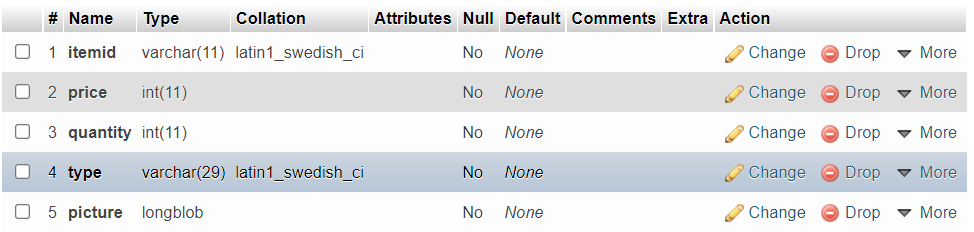 # Name Type Collation Attributes Null Default Comments Extra Action
1 itemid varchar(11) latin1_swedish_ci No None Change Drop More
2 price int(11) No None Change Drop More
3 quantity int(11) No None Change Drop More
4 type varchar(29) latin1_swedish_ci No None Change Drop More
5 picture longblob No None Change Drop More